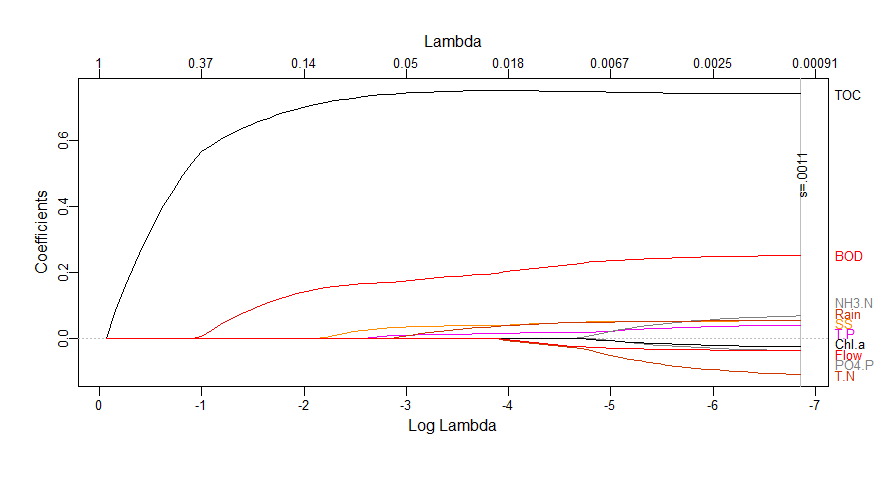 Lambda
1 0.37 0.14 0.05 0.018 0.0067 0.0025 0.00091
TOC
0.6
s=.0011
0.4
Coefficients
BOD
0.2
NH3.N
Rain
SS
T.P
0.0
Chl.a
Flow
PO4.P
T.N
0 -1 -2 -3 -4 -5 -6 -7
Log Lambda